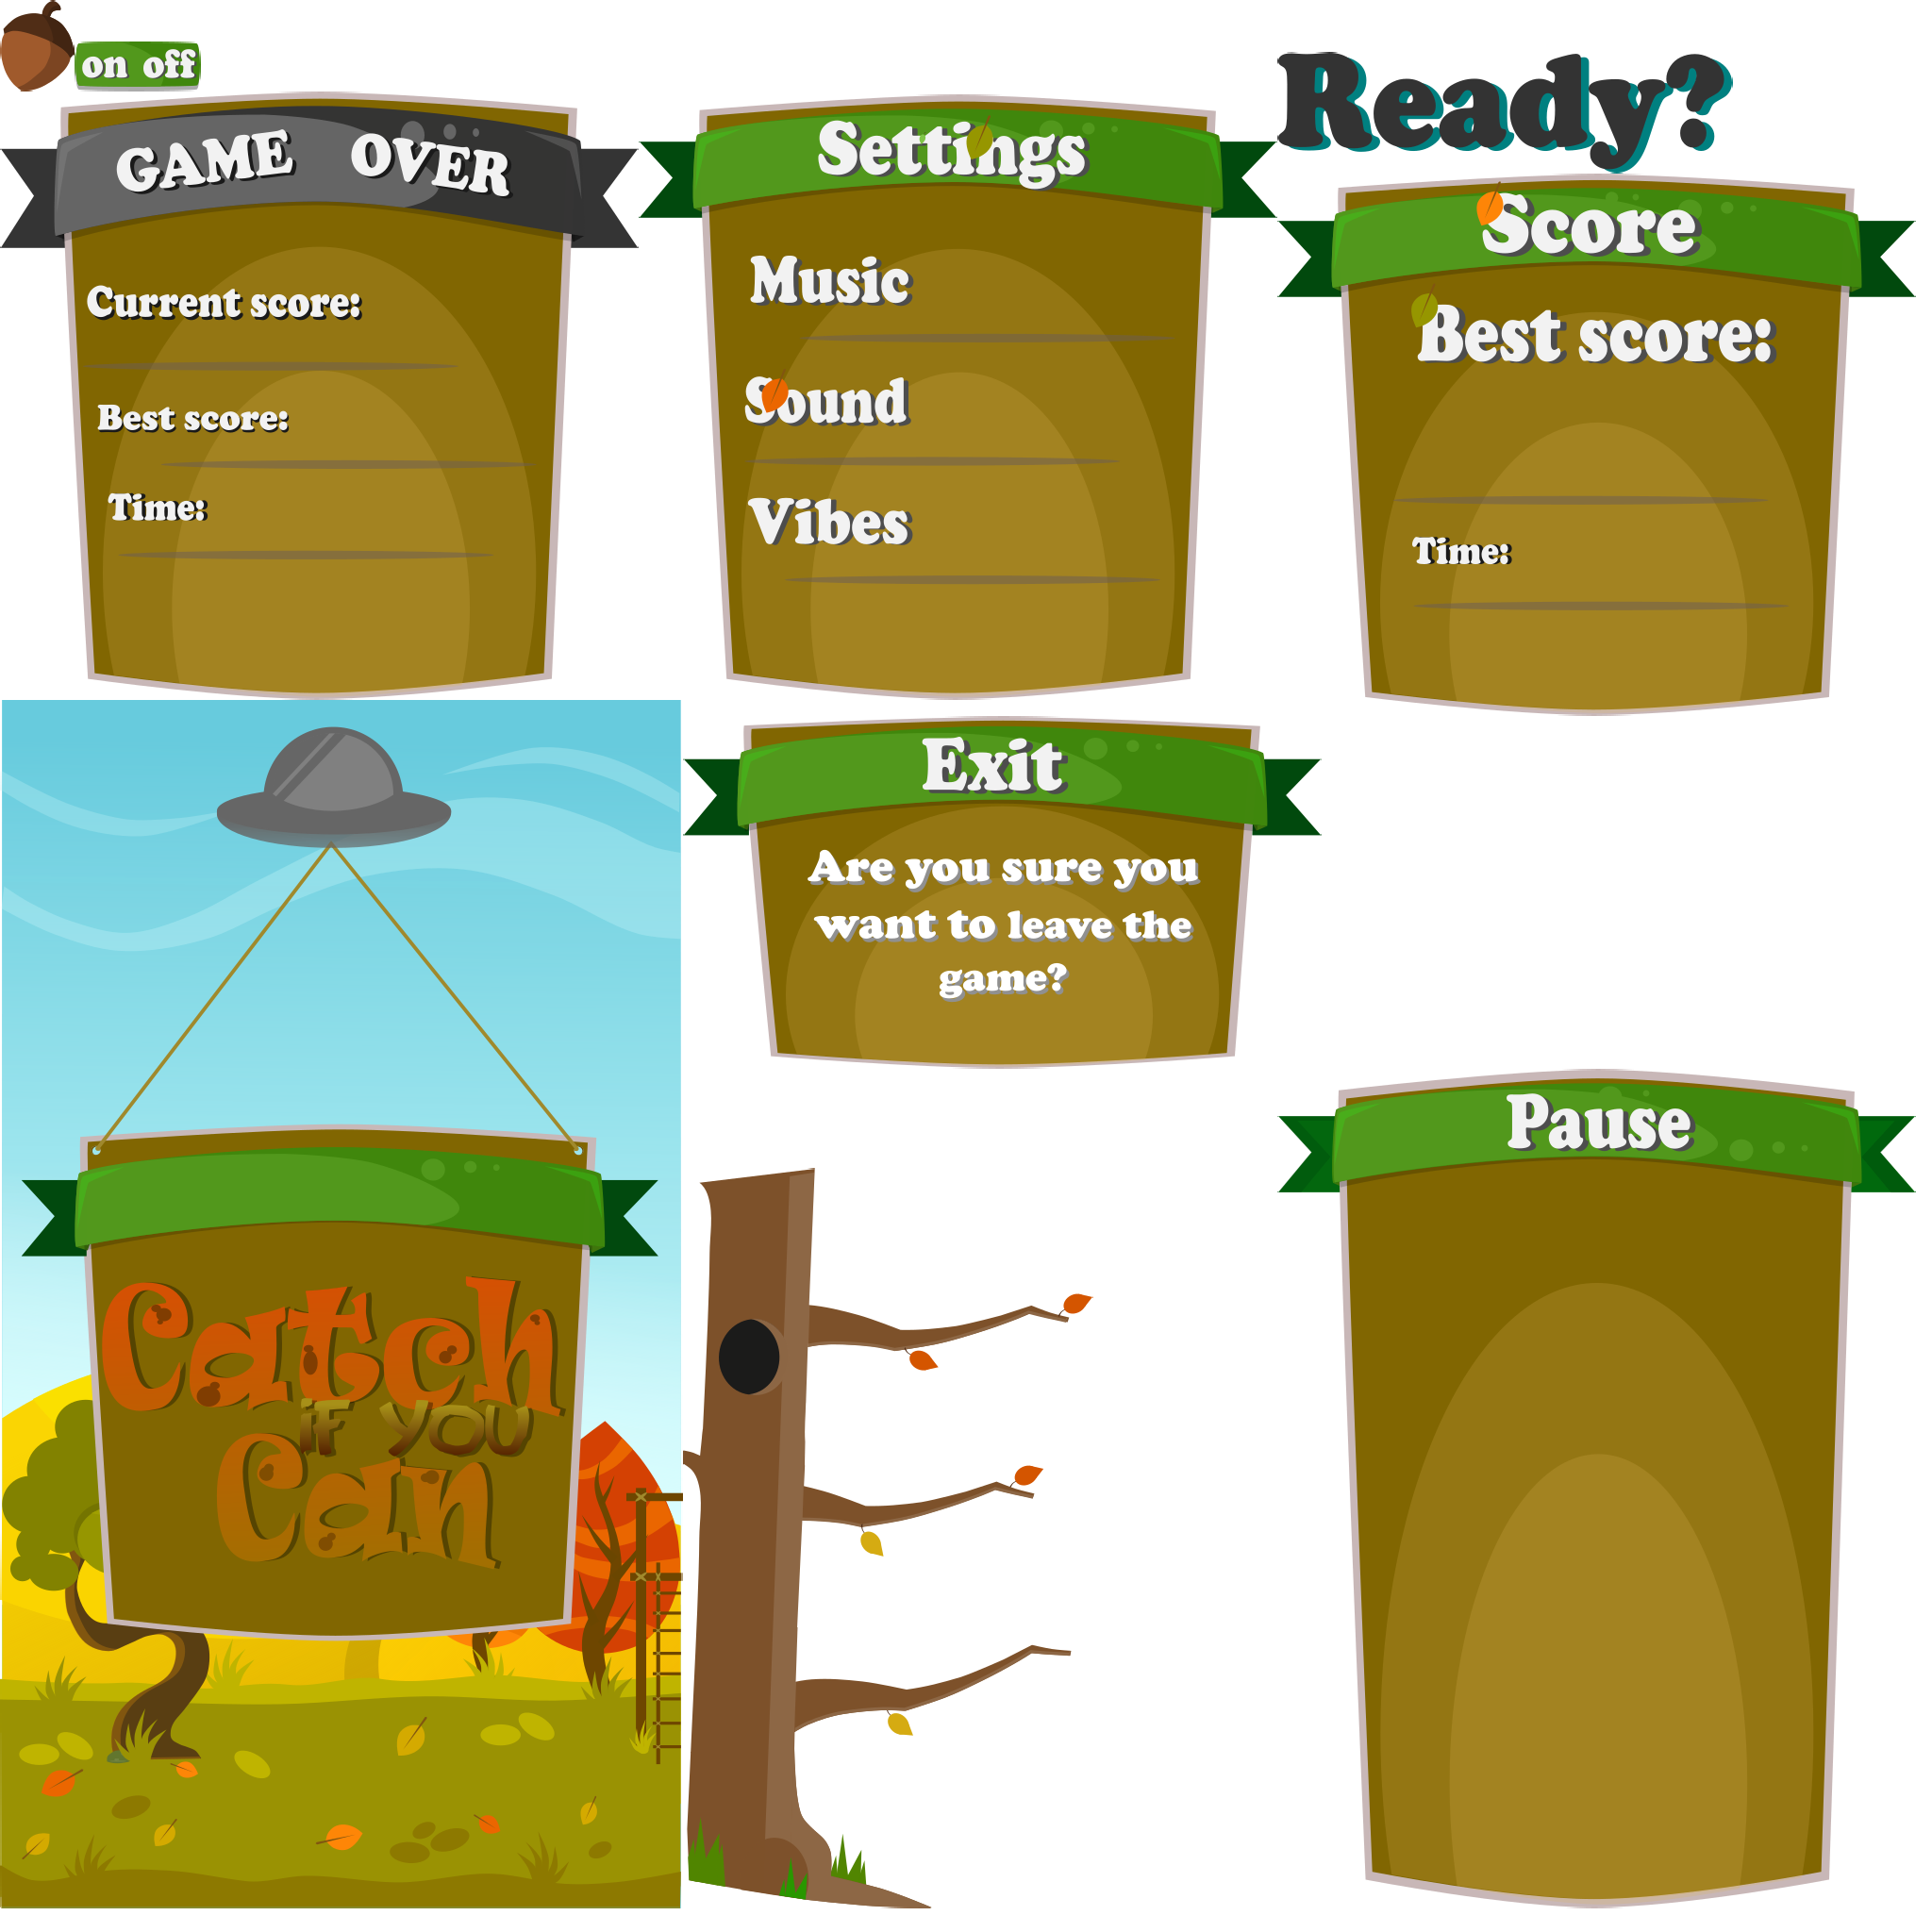 on off
GAME OVER
Current score:
Best score:
Time:
Settings
Music
Sound
Vibes
Ready?
Score
Best score:
Time:
Exit
Are you sure you
want to leave the
game?
Catch
if you
Can
Pause